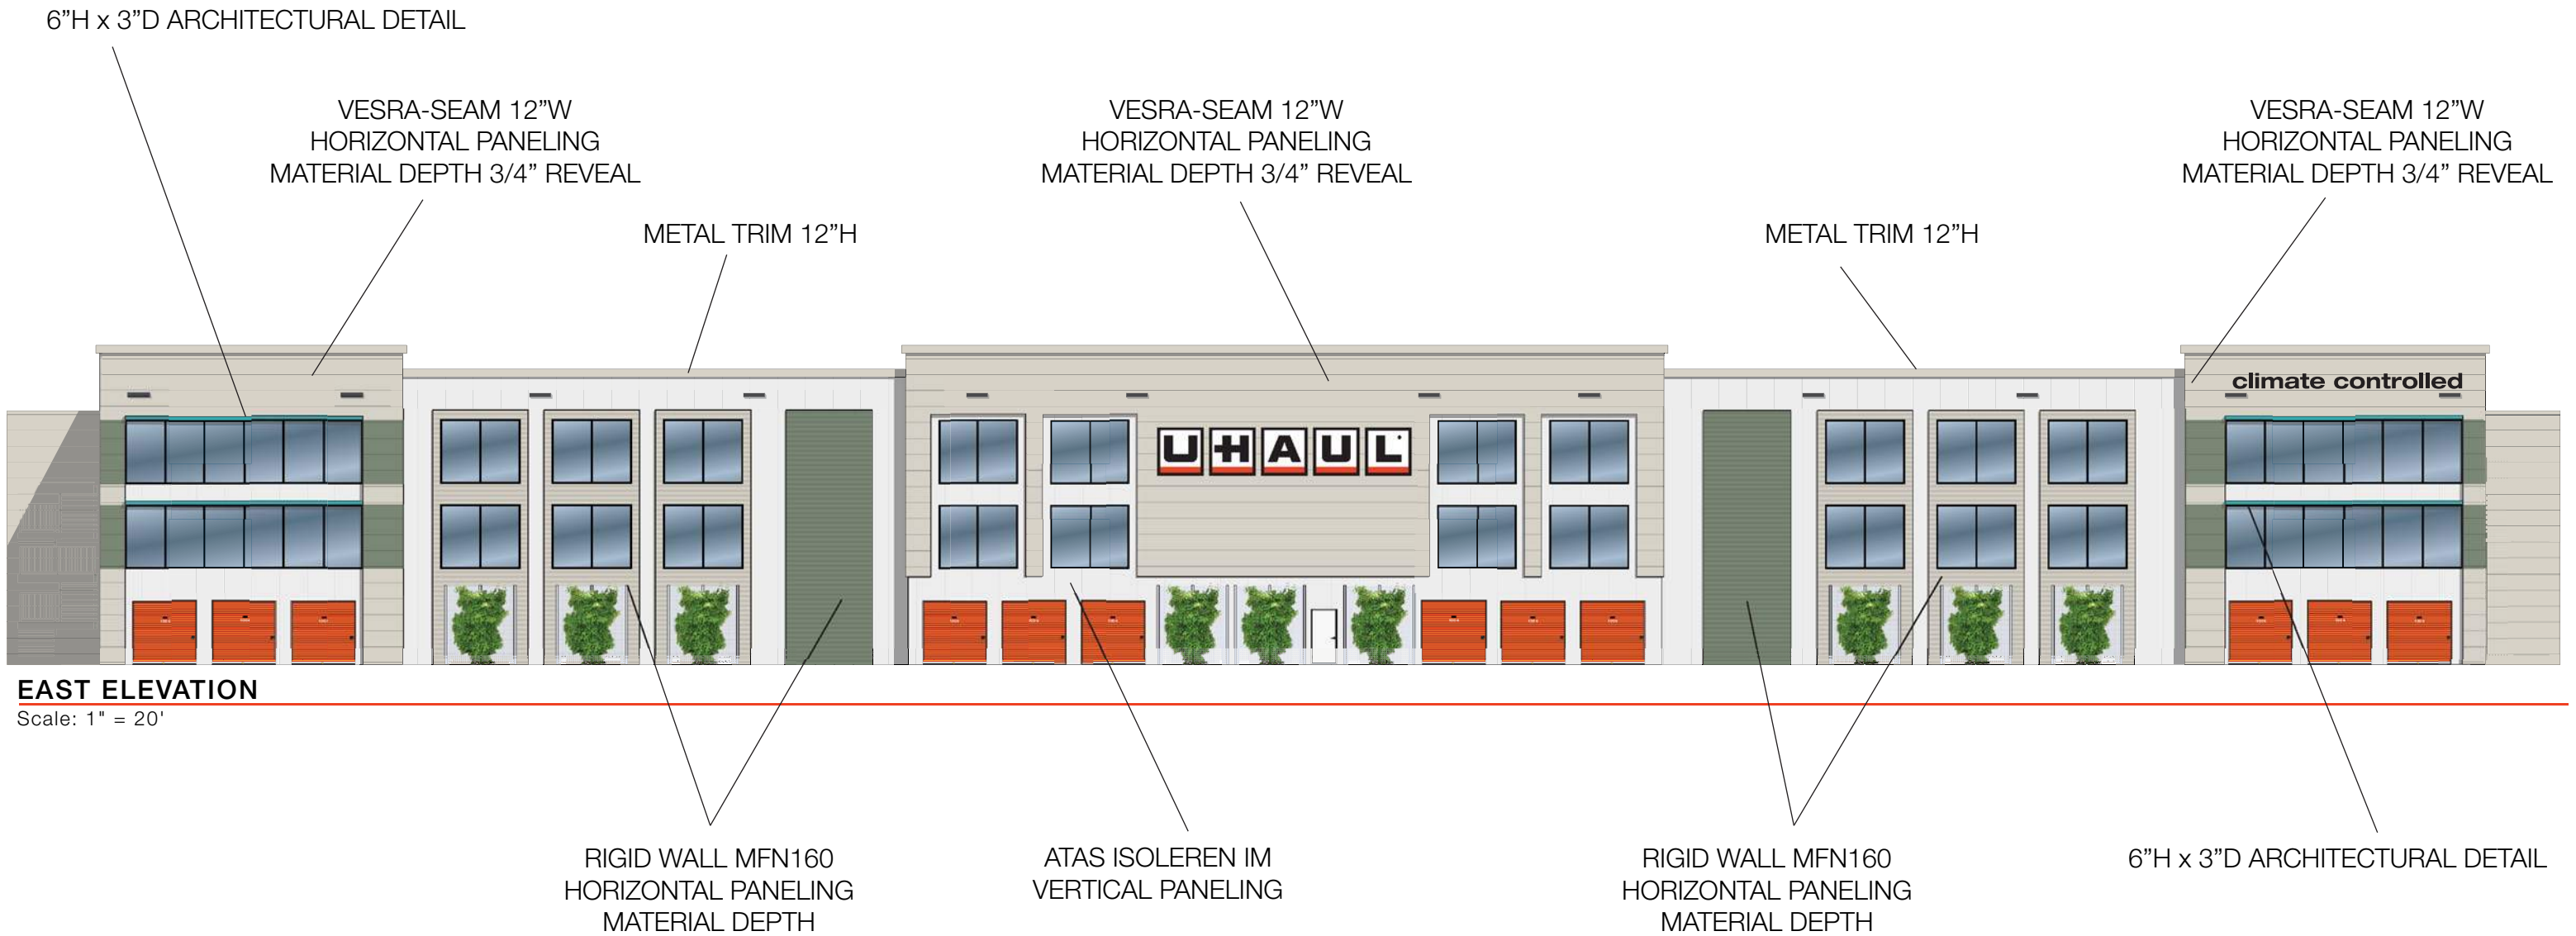 6”H x 3”D ARCHITECTURAL DETAIL
VESRA-SEAM 12”W
HORIZONTAL PANELING
MATERIAL DEPTH 3/4” REVEAL
VESRA-SEAM 12”W
HORIZONTAL PANELING
MATERIAL DEPTH 3/4” REVEAL
VESRA-SEAM 12”W
HORIZONTAL PANELING
MATERIAL DEPTH 3/4” REVEAL
METAL TRIM 12”H
METAL TRIM 12”H
climate controlled
U-HAUL
EAST ELEVATION
Scale: 1" = 20'
RIGID WALL MFN160
HORIZONTAL PANELING
MATERIAL DEPTH
ATAS ISOLEREN IM
VERTICAL PANELING
RIGID WALL MFN160
HORIZONTAL PANELING
MATERIAL DEPTH
6”H x 3”D ARCHITECTURAL DETAIL